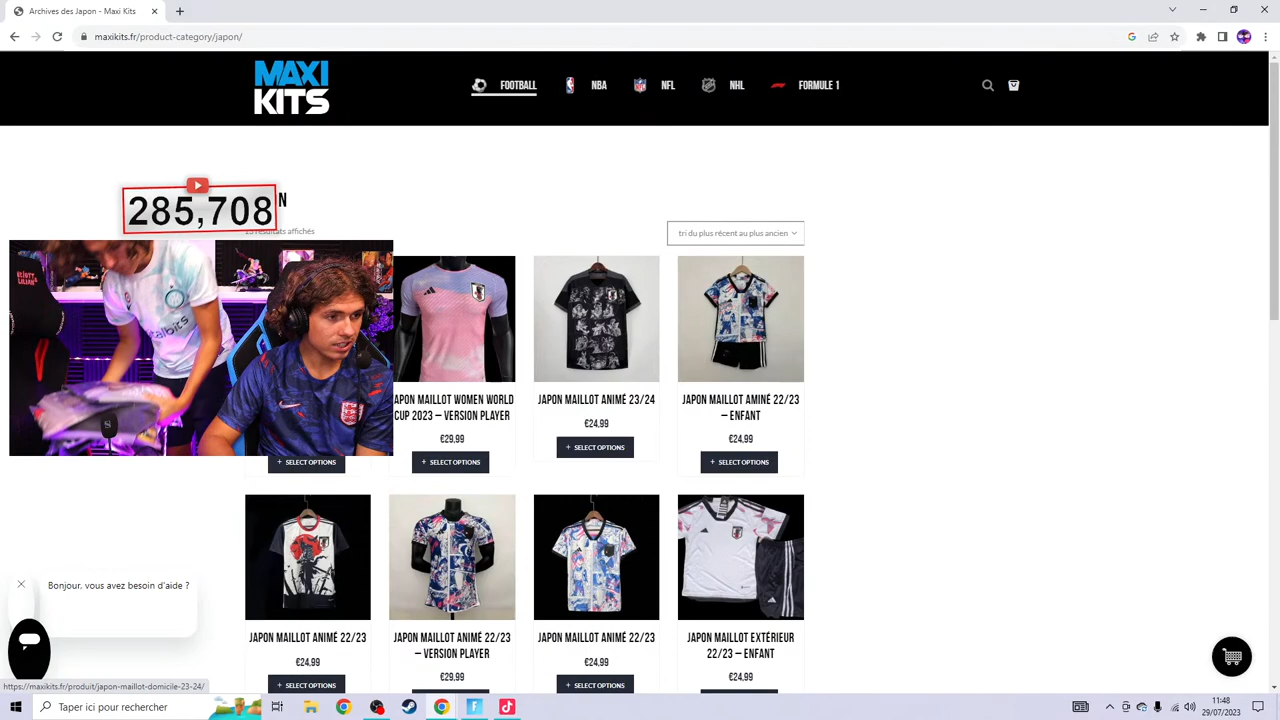 Archives des Japon - Maxi Kits
maxikits.fr/product-category/japon/
MAXI
KITS
FOOTBALL
NBA
NFL
NHL
FORMULE 1
285,708
N
résultats affichés
tri du plus récent au plus ancien
JAPON MAILLOT WOMEN WORLD
CUP 2023 – VERSION PLAYER
€29,99
+ SELECT OPTIONS
JAPON MAILLOT ANIMÉ 23/24
€24,99
+ SELECT OPTIONS
JAPON MAILLOT AMINÉ 22/23
– ENFANT
€24,99
+ SELECT OPTIONS
+ SELECT OPTIONS
JAPON MAILLOT ANIMÉ 22/23
€24,99
+ SELECT OPTIONS
JAPON MAILLOT ANIMÉ 22/23
– VERSION PLAYER
€29,99
JAPON MAILLOT ANIMÉ 22/23
€24,99
+ SELECT OPTIONS
JAPON MAILLOT EXTÉRIEUR
22/23 – ENFANT
€24,99
Bonjour, vous avez besoin d'aide ?
https://maxikits.fr/produit/japon-maillot-domicile-23-24/
Taper ici pour rechercher
11:48
29/07/2023